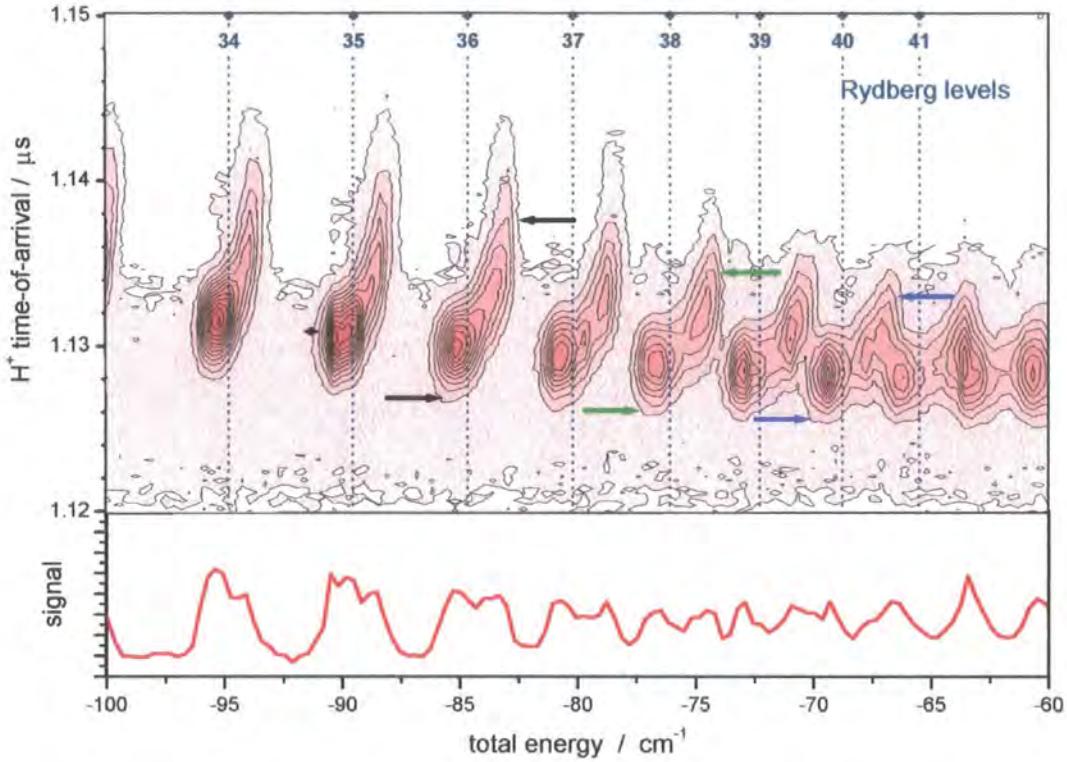 1.15
34 35 36 37 38 39 40 41
Rydberg levels
1.14
1.13
1.12
H⁺ time-of-arrival / μs
signal
-100 -95 -90 -85 -80 -75 -70 -65 -60
total energy / cm⁻¹